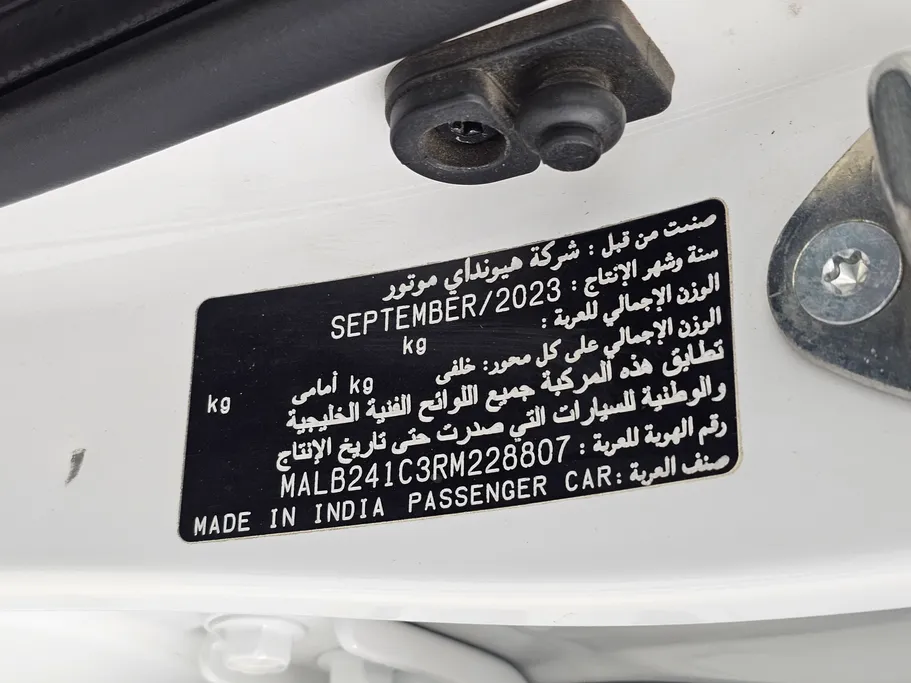 صنعت من قبل : شركة هيونداي موتور
سنة وشهر الإنتاج : SEPTEMBER/2023
الوزن الإجمالي للعربة : kg
الوزن الإجمالي على كل محور: خلفى kg أمامى kg
تطابق هذه المركبة جميع اللوائح الفنية الخليجية
والوطنية للسيارات التي صدرت حتى تاريخ الإنتاج
رقم الهوية للعربة : MALB241C3RM228807
صنف العربة : PASSENGER CAR MADE IN INDIA